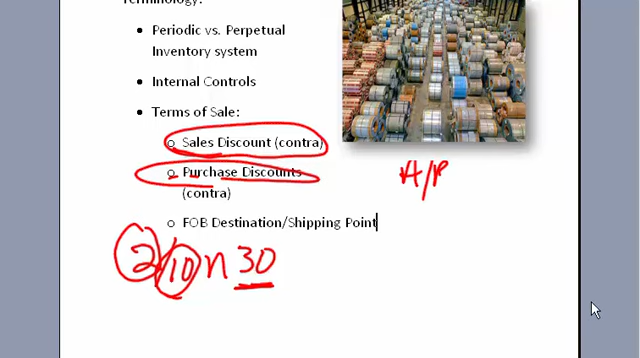 Terminology:
• Periodic vs. Perpetual
Inventory system
• Internal Controls
• Terms of Sale:
o Sales Discount (contra)
o Purchase Discounts
(contra)
A/P
o FOB Destination/Shipping Point
2/10 n 30